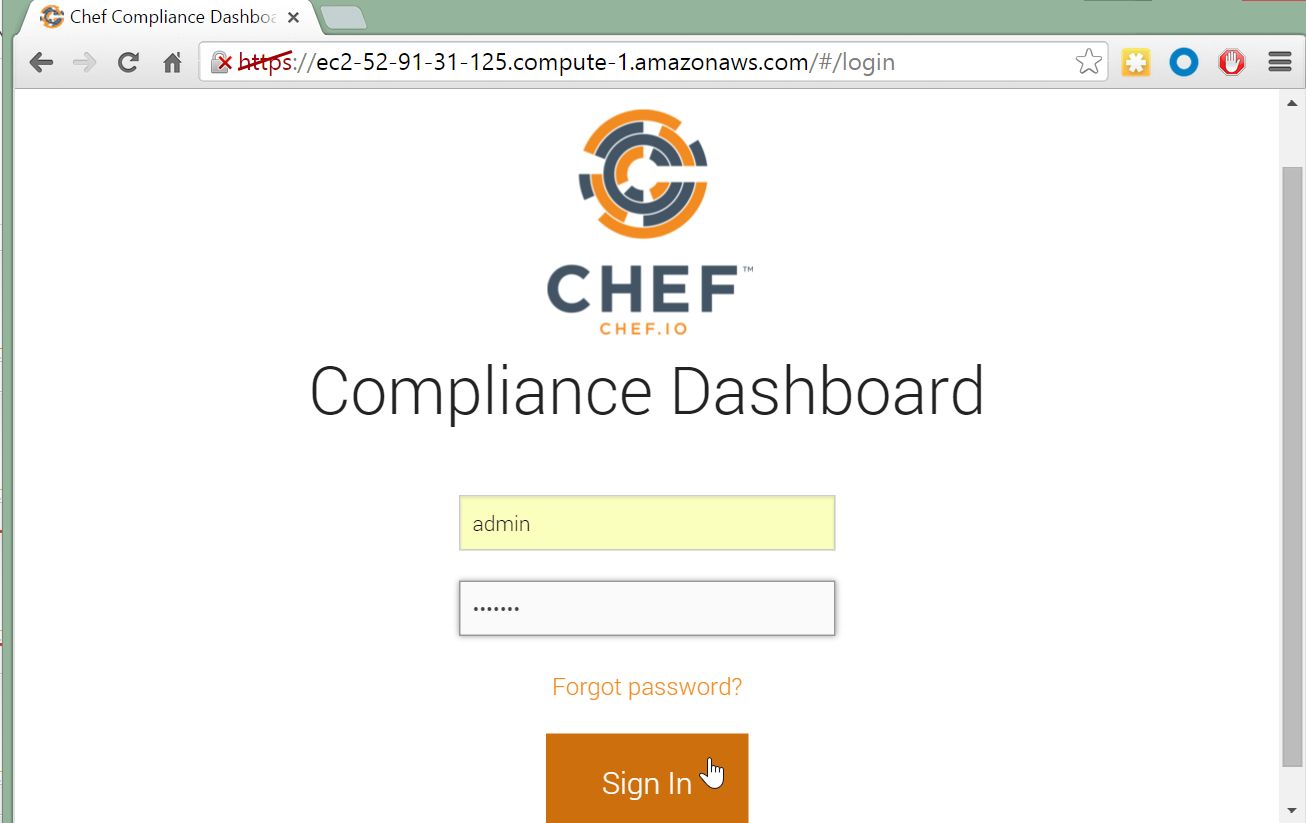 Chef Compliance Dashboa
https://ec2-52-91-31-125.compute-1.amazonaws.com/#/login
CHEF™
CHEF.IO
Compliance Dashboard
admin
•••••••
Forgot password?
Sign In